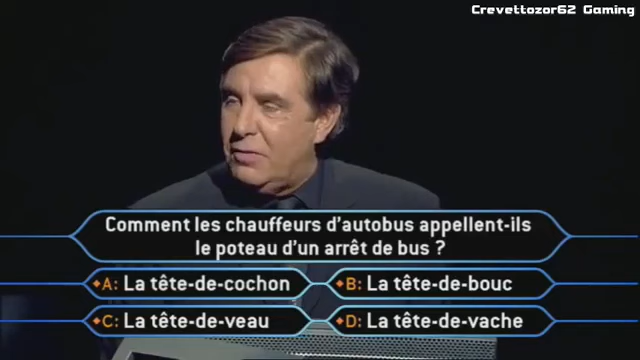 Crevettozor62 Gaming
Comment les chauffeurs d'autobus appellent-ils
le poteau d'un arrêt de bus ?
A: La tête-de-cochon
B: La tête-de-bouc
C: La tête-de-veau
D: La tête-de-vache